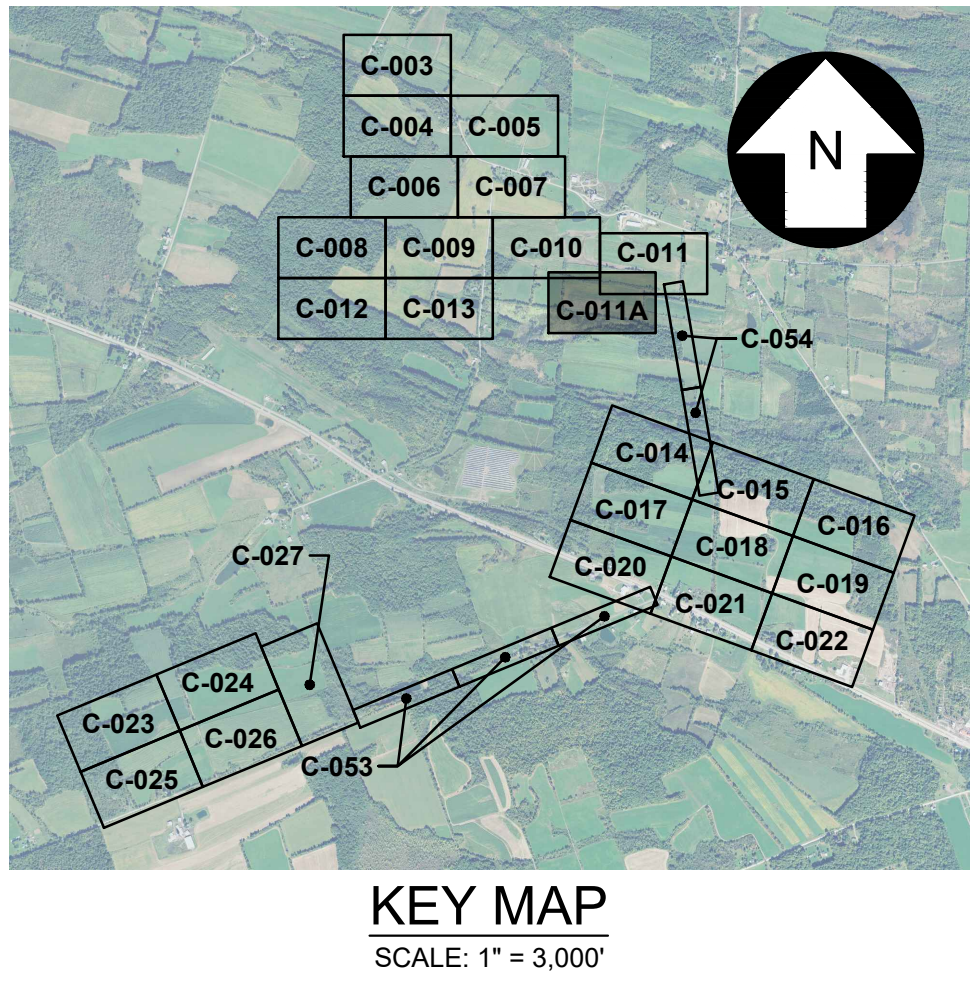 C-003
C-004
C-005
N
C-006
C-007
C-008
C-009
C-010
C-011
C-012
C-013
C-011A
C-054
C-014
C-015
C-016
C-017
C-018
C-019
C-020
C-021
C-022
C-027
C-023
C-024
C-025
C-026
C-053
KEY MAP
SCALE: 1" = 3,000'